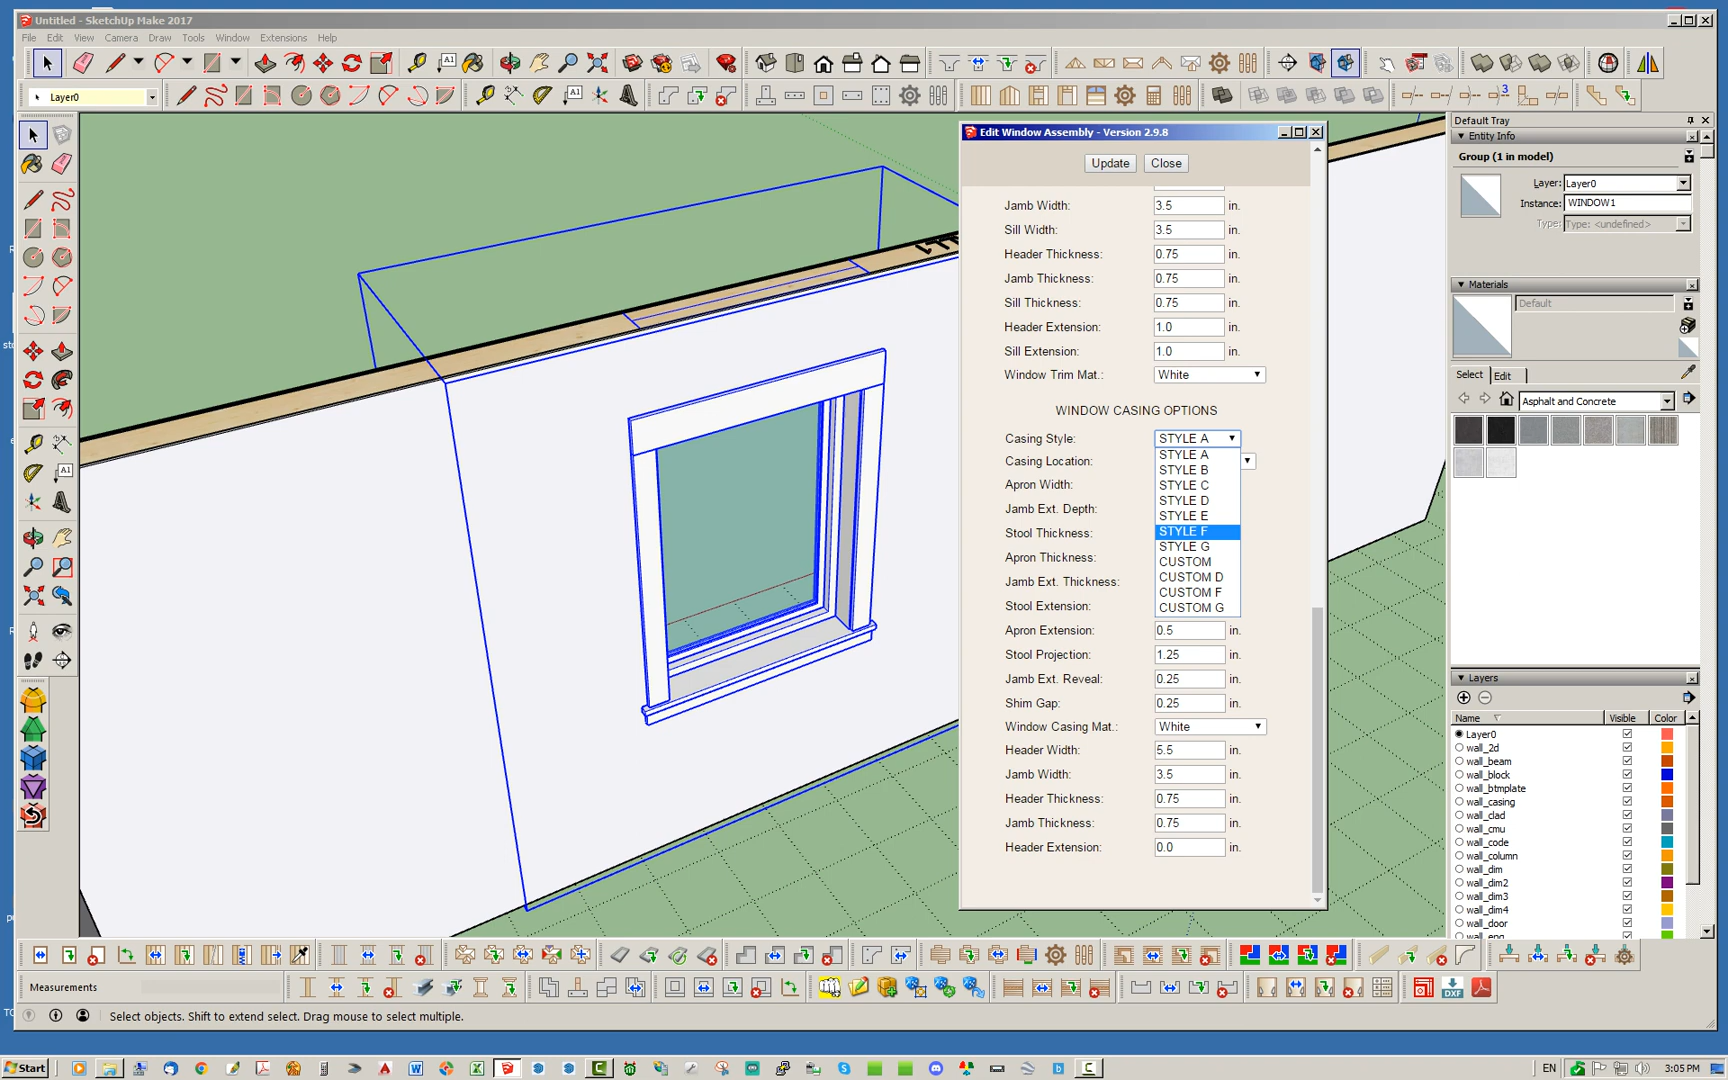 Untitled - SketchUp Make 2017
File Edit View Camera Draw Tools Window Extensions Help
Layer0
Edit Window Assembly - Version 2.9.8
Update Close
Jamb Width: 3.5 in.
Sill Width: 3.5 in.
Header Thickness: 0.75 in.
Jamb Thickness: 0.75 in.
Sill Thickness: 0.75 in.
Header Extension: 1.0 in.
Sill Extension: 1.0 in.
Window Trim Mat.: White
WINDOW CASING OPTIONS
Casing Style: STYLE A
STYLE A
STYLE B
STYLE C
STYLE D
STYLE E
STYLE F
STYLE G
CUSTOM
CUSTOM D
CUSTOM F
CUSTOM G
Casing Location:
Apron Width:
Jamb Ext. Depth:
Stool Thickness:
Apron Thickness:
Jamb Ext. Thickness:
Stool Extension:
Apron Extension: 0.5 in.
Stool Projection: 1.25 in.
Jamb Ext. Reveal: 0.25 in.
Shim Gap: 0.25 in.
Window Casing Mat.: White
Header Width: 5.5 in.
Jamb Width: 3.5 in.
Header Thickness: 0.75 in.
Jamb Thickness: 0.75 in.
Header Extension: 0.0 in.
Default Tray
Entity Info
Group (1 in model)
Layer: Layer0
Instance: WINDOW1
Type: Type: <undefined>
Materials
Default
Select Edit
Asphalt and Concrete
Layers
Name Visible Color
Layer0
wall_2d
wall_beam
wall_block
wall_btmplate
wall_casing
wall_clad
wall_cmu
wall_code
wall_column
wall_dim
wall_dim2
wall_dim3
wall_dim4
wall_door
Measurements
Select objects. Shift to extend select. Drag mouse to select multiple.
Start
EN
3:05 PM